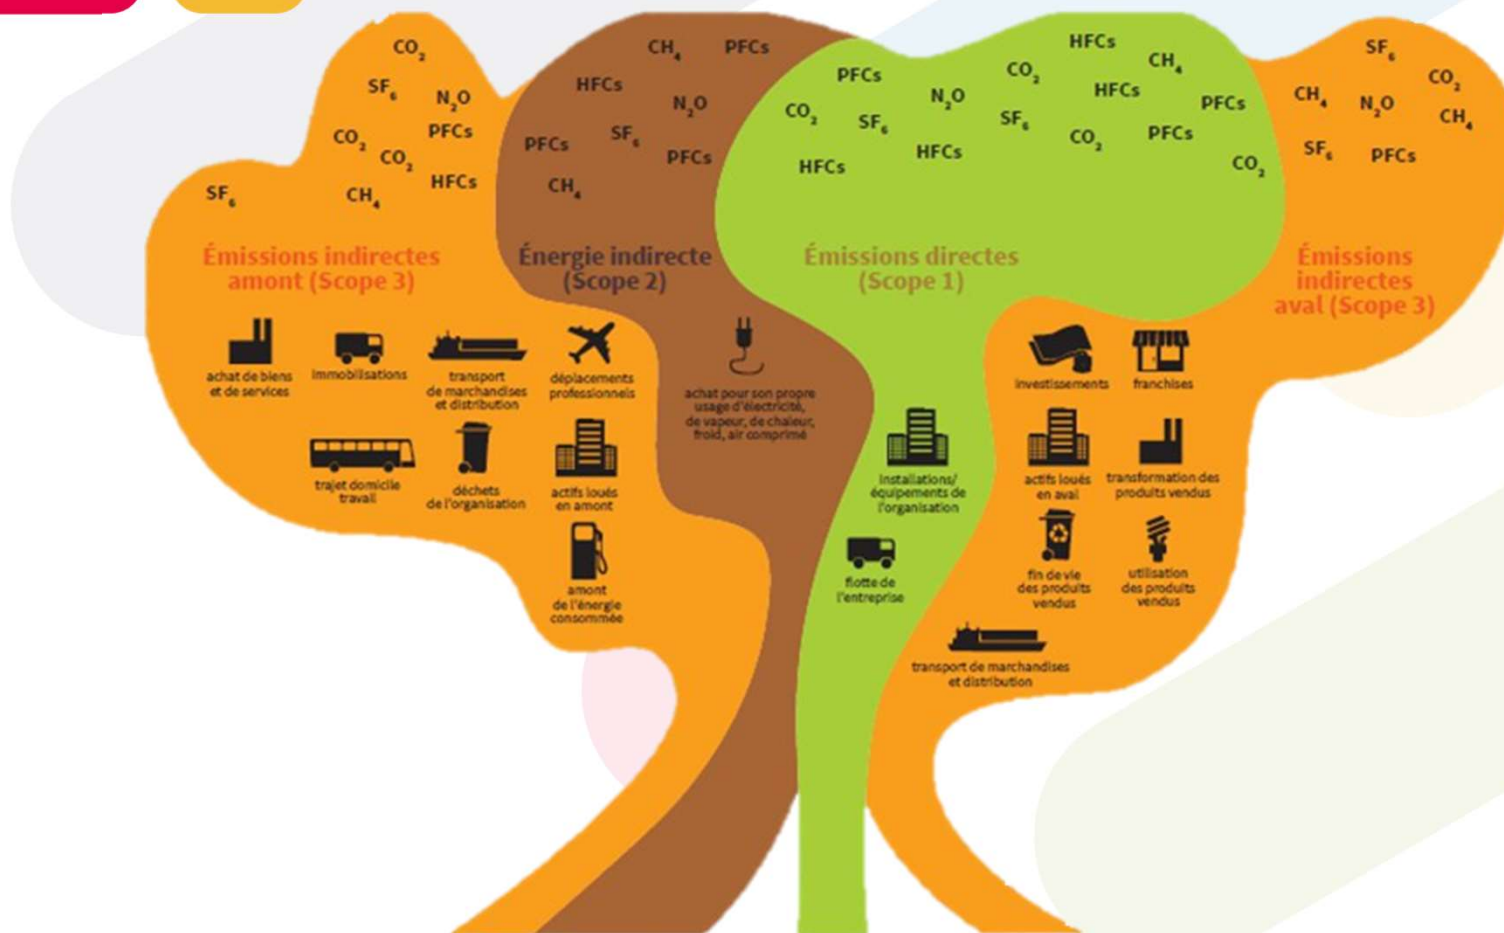 CO₂
SF₆
N₂O
CO₂
PFCs
CO₂
SF₆
CH₄
HFCs
Émissions indirectes
amont (Scope 3)
achat de biens
et de services
immobilisations
transport
de marchandises
et distribution
déplacements
professionnels
trajet domicile
travail
déchets
de l'organisation
actifs loués
en amont
amont
de l'énergie
consommée
CH₄
PFCs
HFCs
N₂O
SF₆
PFCs
PFCs
CH₄
Énergie indirecte
(Scope 2)
achat pour son propre
usage d'électricité,
de vapeur, de chaleur,
froid, air comprimé
HFCs
CH₄
PFCs
CO₂
HFCs
N₂O
PFCs
CO₂
SF₆
SF₆
CO₂
PFCs
HFCs
HFCs
CO₂
Émissions directes
(Scope 1)
installations/
équipements de
l'organisation
flotte de
l'entreprise
SF₆
CO₂
CH₄
N₂O
CH₄
SF₆
PFCs
Émissions
indirectes
aval (Scope 3)
investissements
franchises
actifs loués
en aval
transformation des
produits vendus
fin de vie
des produits
vendus
utilisation
des produits
vendus
transport de marchandises
et distribution